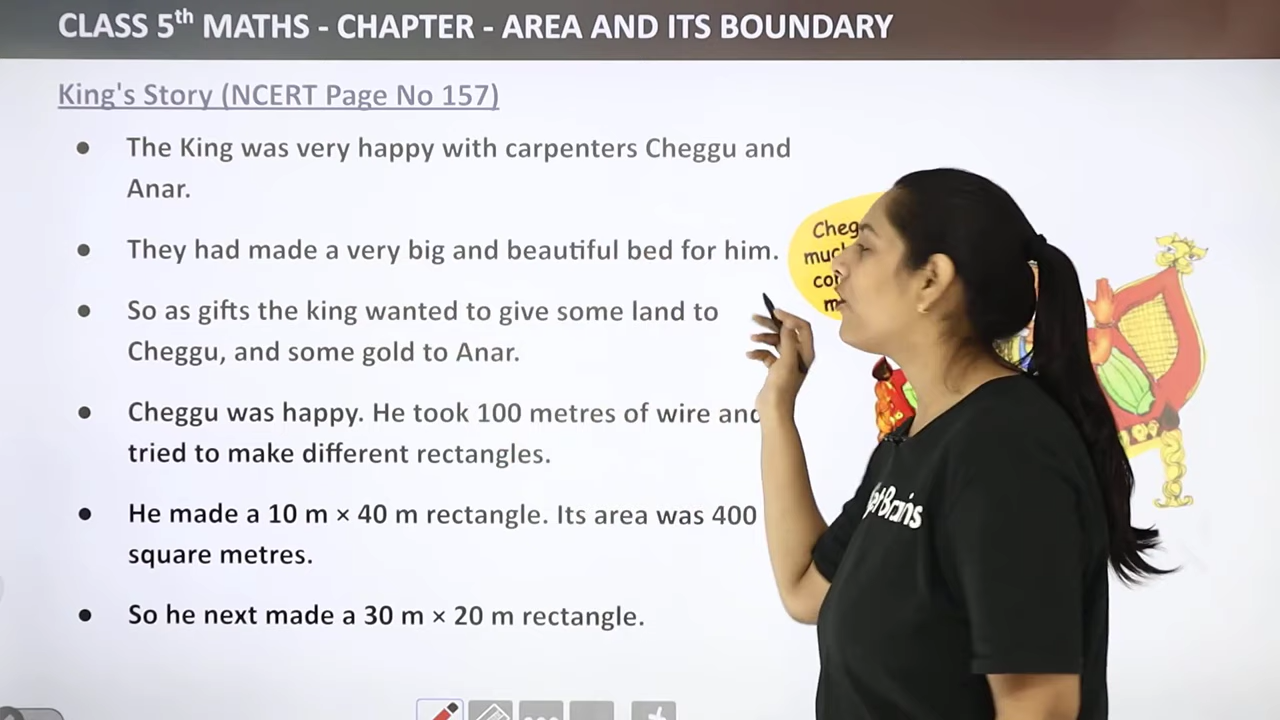 CLASS 5th MATHS - CHAPTER - AREA AND ITS BOUNDARY
King's Story (NCERT Page No 157)
● The King was very happy with carpenters Cheggu and
Anar.
● They had made a very big and beautiful bed for him.
● So as gifts the king wanted to give some land to
Cheggu, and some gold to Anar.
● Cheggu was happy. He took 100 metres of wire and
tried to make different rectangles.
● He made a 10 m × 40 m rectangle. Its area was 400
square metres.
● So he next made a 30 m × 20 m rectangle.